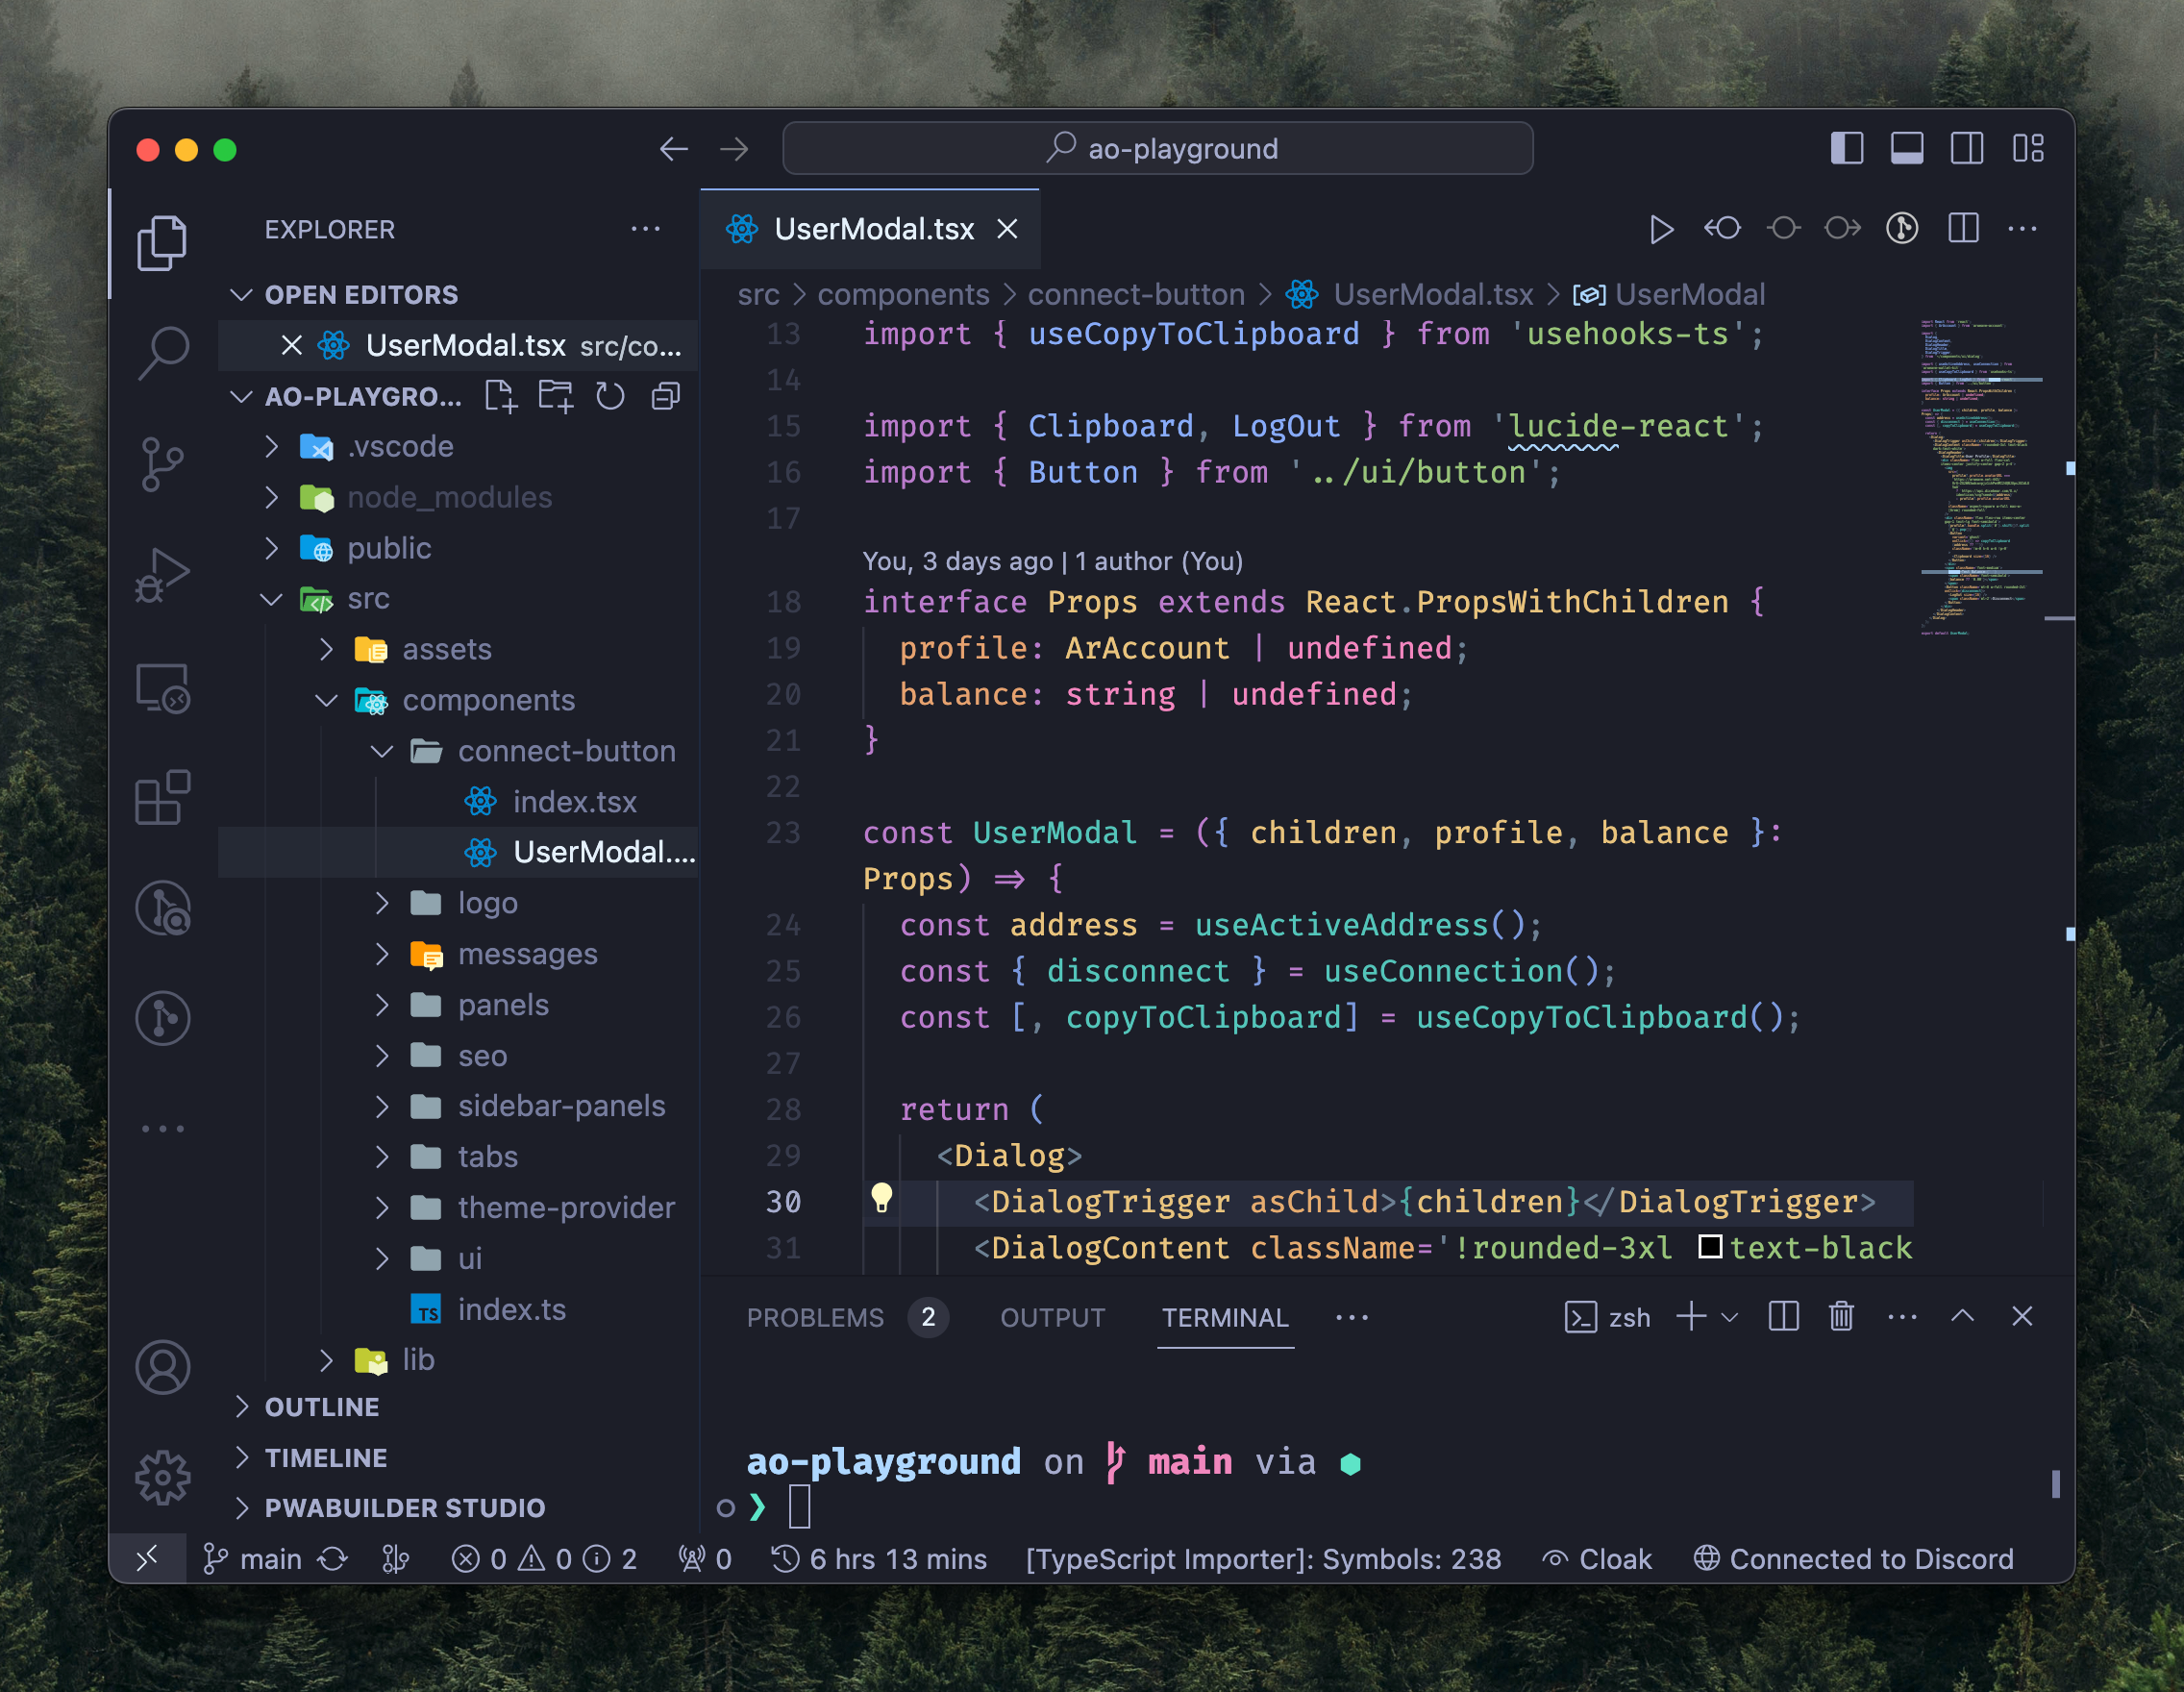 ao-playground
EXPLORER
OPEN EDITORS
UserModal.tsx src/co...
AO-PLAYGRO...
.vscode
node_modules
public
src
assets
components
connect-button
index.tsx
UserModal....
logo
messages
panels
seo
sidebar-panels
tabs
theme-provider
ui
TS index.ts
lib
OUTLINE
TIMELINE
PWABUILDER STUDIO
UserModal.tsx
src > components > connect-button > UserModal.tsx > UserModal
13 import { useCopyToClipboard } from 'usehooks-ts';
14
15 import { Clipboard, LogOut } from 'lucide-react';
16 import { Button } from '../ui/button';
17
You, 3 days ago | 1 author (You)
18 interface Props extends React.PropsWithChildren {
19 profile: ArAccount | undefined;
20 balance: string | undefined;
21 }
22
23 const UserModal = ({ children, profile, balance }:
Props) => {
24 const address = useActiveAddress();
25 const { disconnect } = useConnection();
26 const [, copyToClipboard] = useCopyToClipboard();
27
28 return (
29 <Dialog>
30 <DialogTrigger asChild>{children}</DialogTrigger>
31 <DialogContent className='!rounded-3xl text-black
PROBLEMS 2 OUTPUT TERMINAL ... zsh
ao-playground on main via
❯
main 0 0 2 0 6 hrs 13 mins [TypeScript Importer]: Symbols: 238 Cloak Connected to Discord